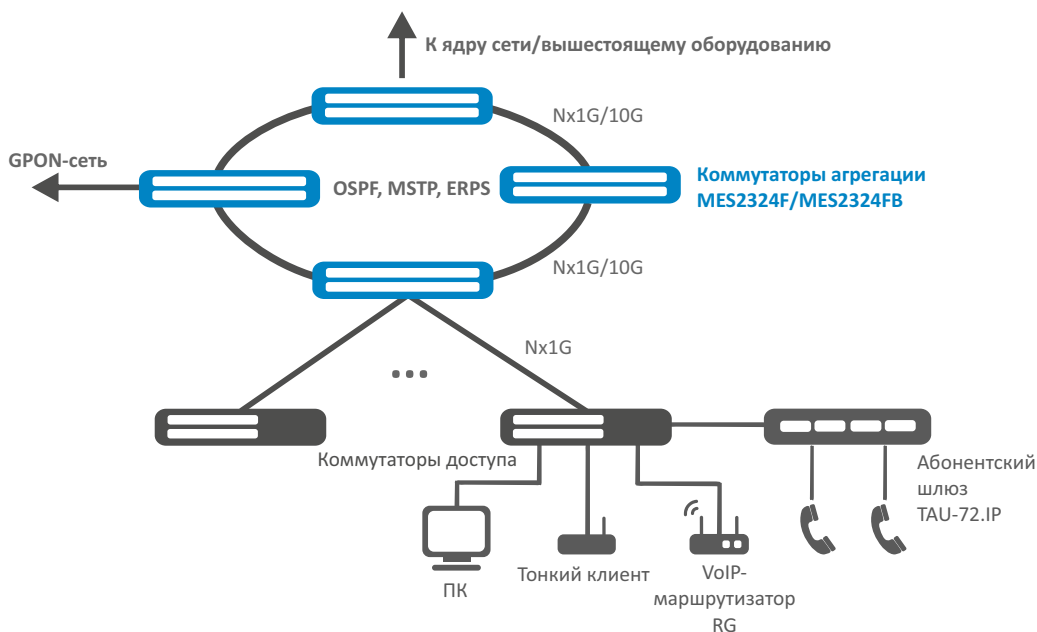 К ядру сети/вышестоящему оборудованию
Nx1G/10G
GPON-сеть
OSPF, MSTP, ERPS
Коммутаторы агрегации
MES2324F/MES2324FB
Nx1G/10G
Nx1G
...
Коммутаторы доступа
Абонентский
шлюз
TAU-72.IP
ПК
Тонкий клиент
VoIP-
маршрутизатор
RG